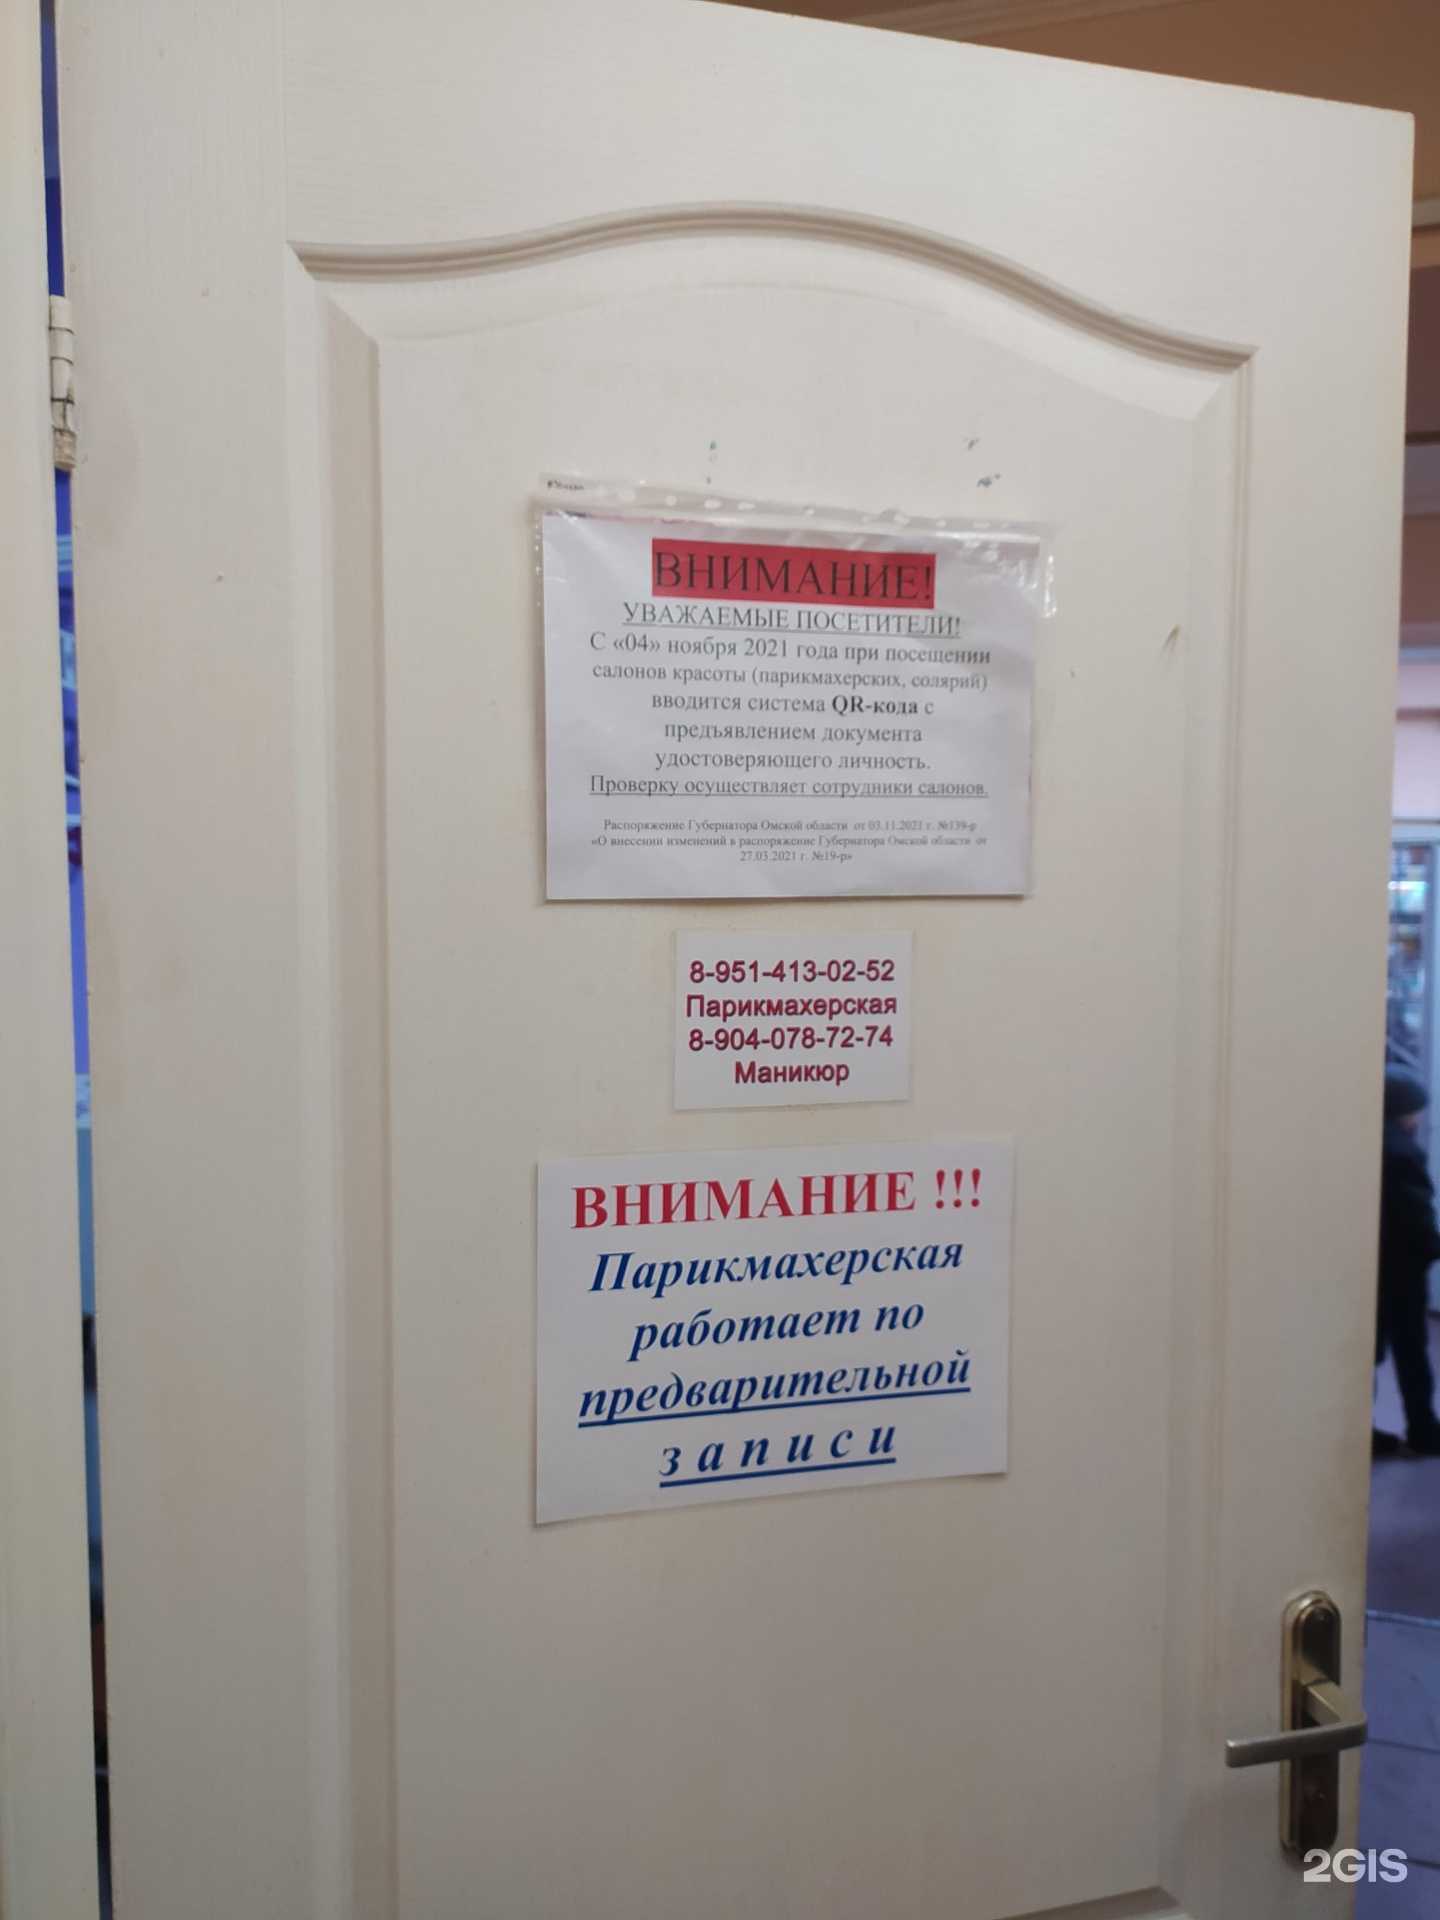 ВНИМАНИЕ!
УВАЖАЕМЫЕ ПОСЕТИТЕЛИ!
С «04» ноября 2021 года при посещении
салонов красоты (парикмахерских, солярий)
вводится система QR-кода с
предъявлением документа
удостоверяющего личность.
Проверку осуществляет сотрудники салонов.
Распоряжение Губернатора Омской области от 03.11.2021 г. №139-р
«О внесении изменений в распоряжение Губернатора Омской области от
27.03.2021 г. №19-р»
8-951-413-02-52
Парикмахерская
8-904-078-72-74
Маникюр
ВНИМАНИЕ !!!
Парикмахерская
работает по
предварительной
з а п и с и
2GIS